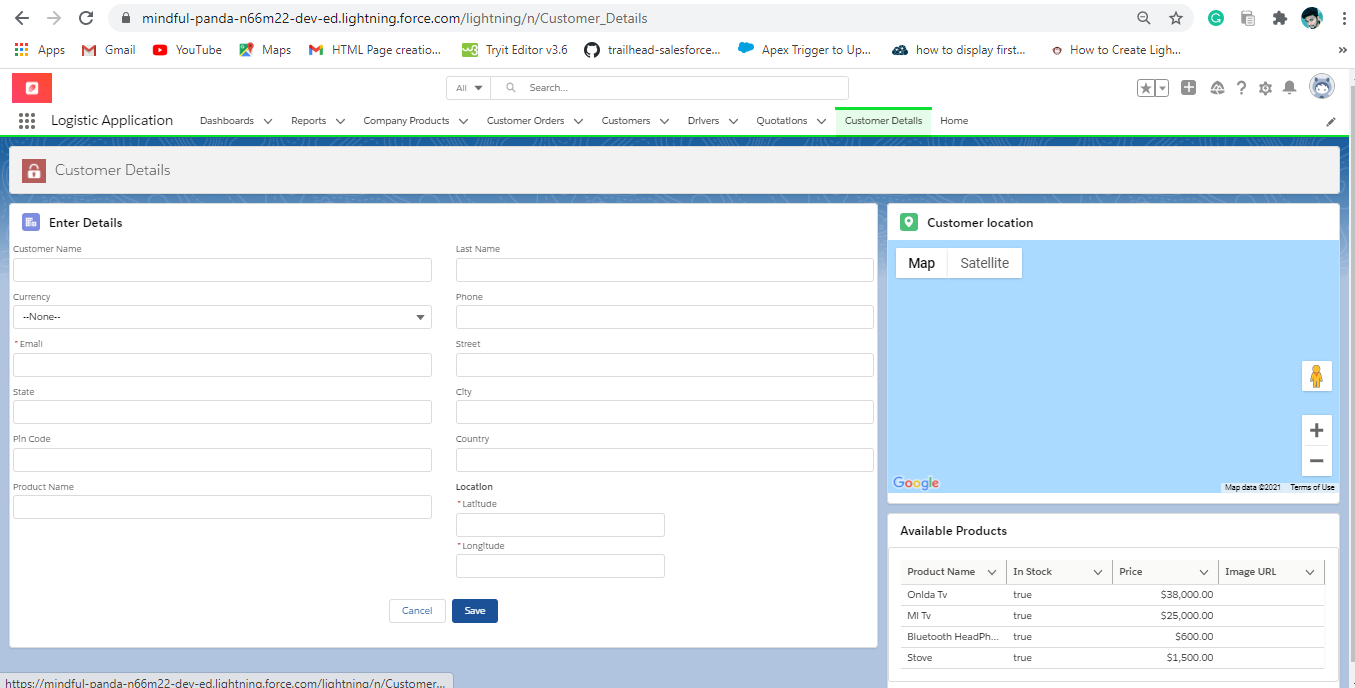 mindful-panda-n66m22-dev-ed.lightning.force.com/lightning/n/Customer_Details
Apps Gmail YouTube Maps HTML Page creatio... Tryit Editor v3.6 trailhead-salesforce... Apex Trigger to Up... how to display first... How to Create Ligh... »
All Search...
Logistic Application Dashboards Reports Company Products Customer Orders Customers Drivers Quotations Customer Details Home
Customer Details
Enter Details
Customer Name Last Name
Currency Phone
--None--
*Email Street
State City
Pin Code Country
Product Name Location
*Latitude
*Longitude
Cancel Save
Customer location
Map Satellite
Google Map data ©2021 Terms of Use
Available Products
Product Name In Stock Price Image URL
Onida Tv true $38,000.00
MI Tv true $25,000.00
Bluetooth HeadPh... true $600.00
Stove true $1,500.00
https://mindful-panda-n66m22-dev-ed.lightning.force.com/lightning/n/Customer...